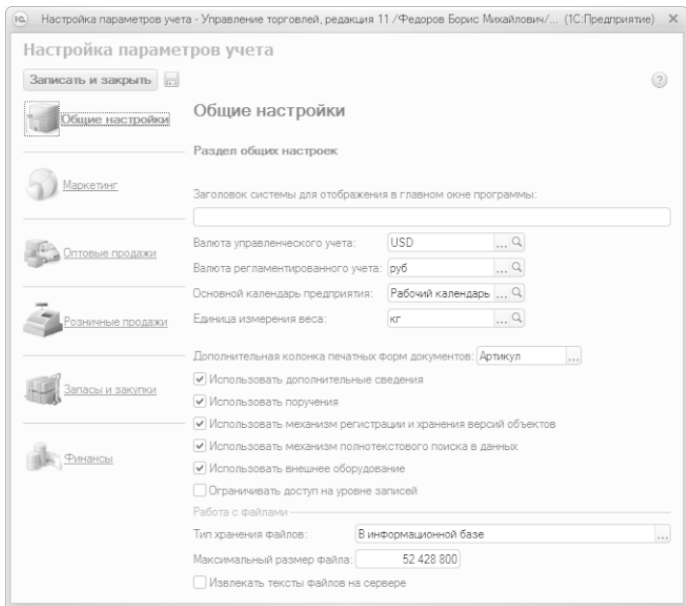 Настройка параметров учета - Управление торговлей, редакция 11 /Федоров Борис Михайлович/... (1С:Предприятие)
Настройка параметров учета
Записать и закрыть
Общие настройки
Маркетинг
Оптовые продажи
Розничные продажи
Запасы и закупки
Финансы
Общие настройки
Раздел общих настроек
Заголовок системы для отображения в главном окне программы:
Валюта управленческого учета: USD ...
Валюта регламентированного учета: руб ...
Основной календарь предприятия: Рабочий календарь ...
Единица измерения веса: кг ...
Дополнительная колонка печатных форм документов: Артикул ...
Использовать дополнительные сведения
Использовать поручения
Использовать механизм регистрации и хранения версий объектов
Использовать механизм полнотекстового поиска в данных
Использовать внешнее оборудование
Ограничивать доступ на уровне записей
Работа с файлами
Тип хранения файлов: В информационной базе ...
Максимальный размер файла: 52 428 800
Извлекать тексты файлов на сервере